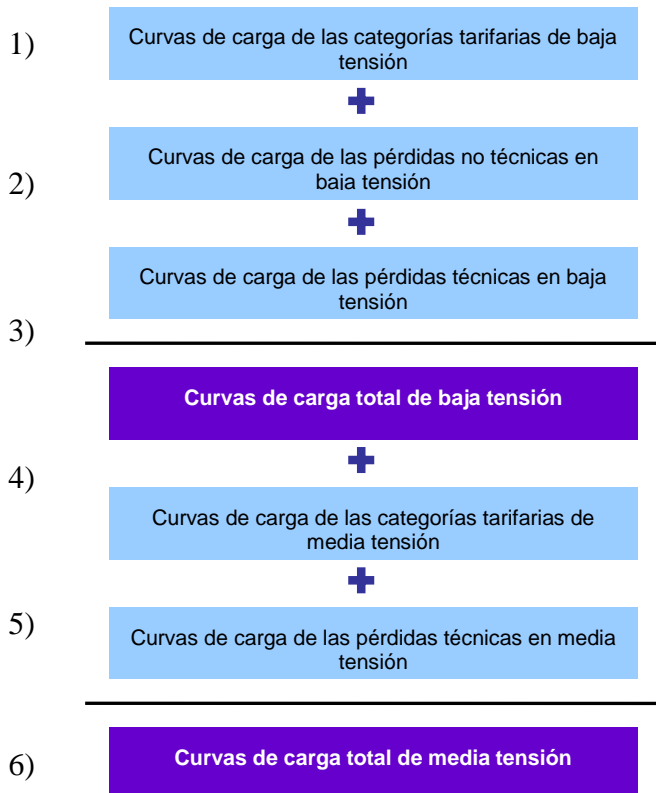 1)
Curvas de carga de las categorías tarifarias de baja
tensión
2)
Curvas de carga de las pérdidas no técnicas en
baja tensión
3)
Curvas de carga de las pérdidas técnicas en baja
tensión
Curvas de carga total de baja tensión
4)
Curvas de carga de las categorías tarifarias de
media tensión
5)
Curvas de carga de las pérdidas técnicas en media
tensión
6)
Curvas de carga total de media tensión